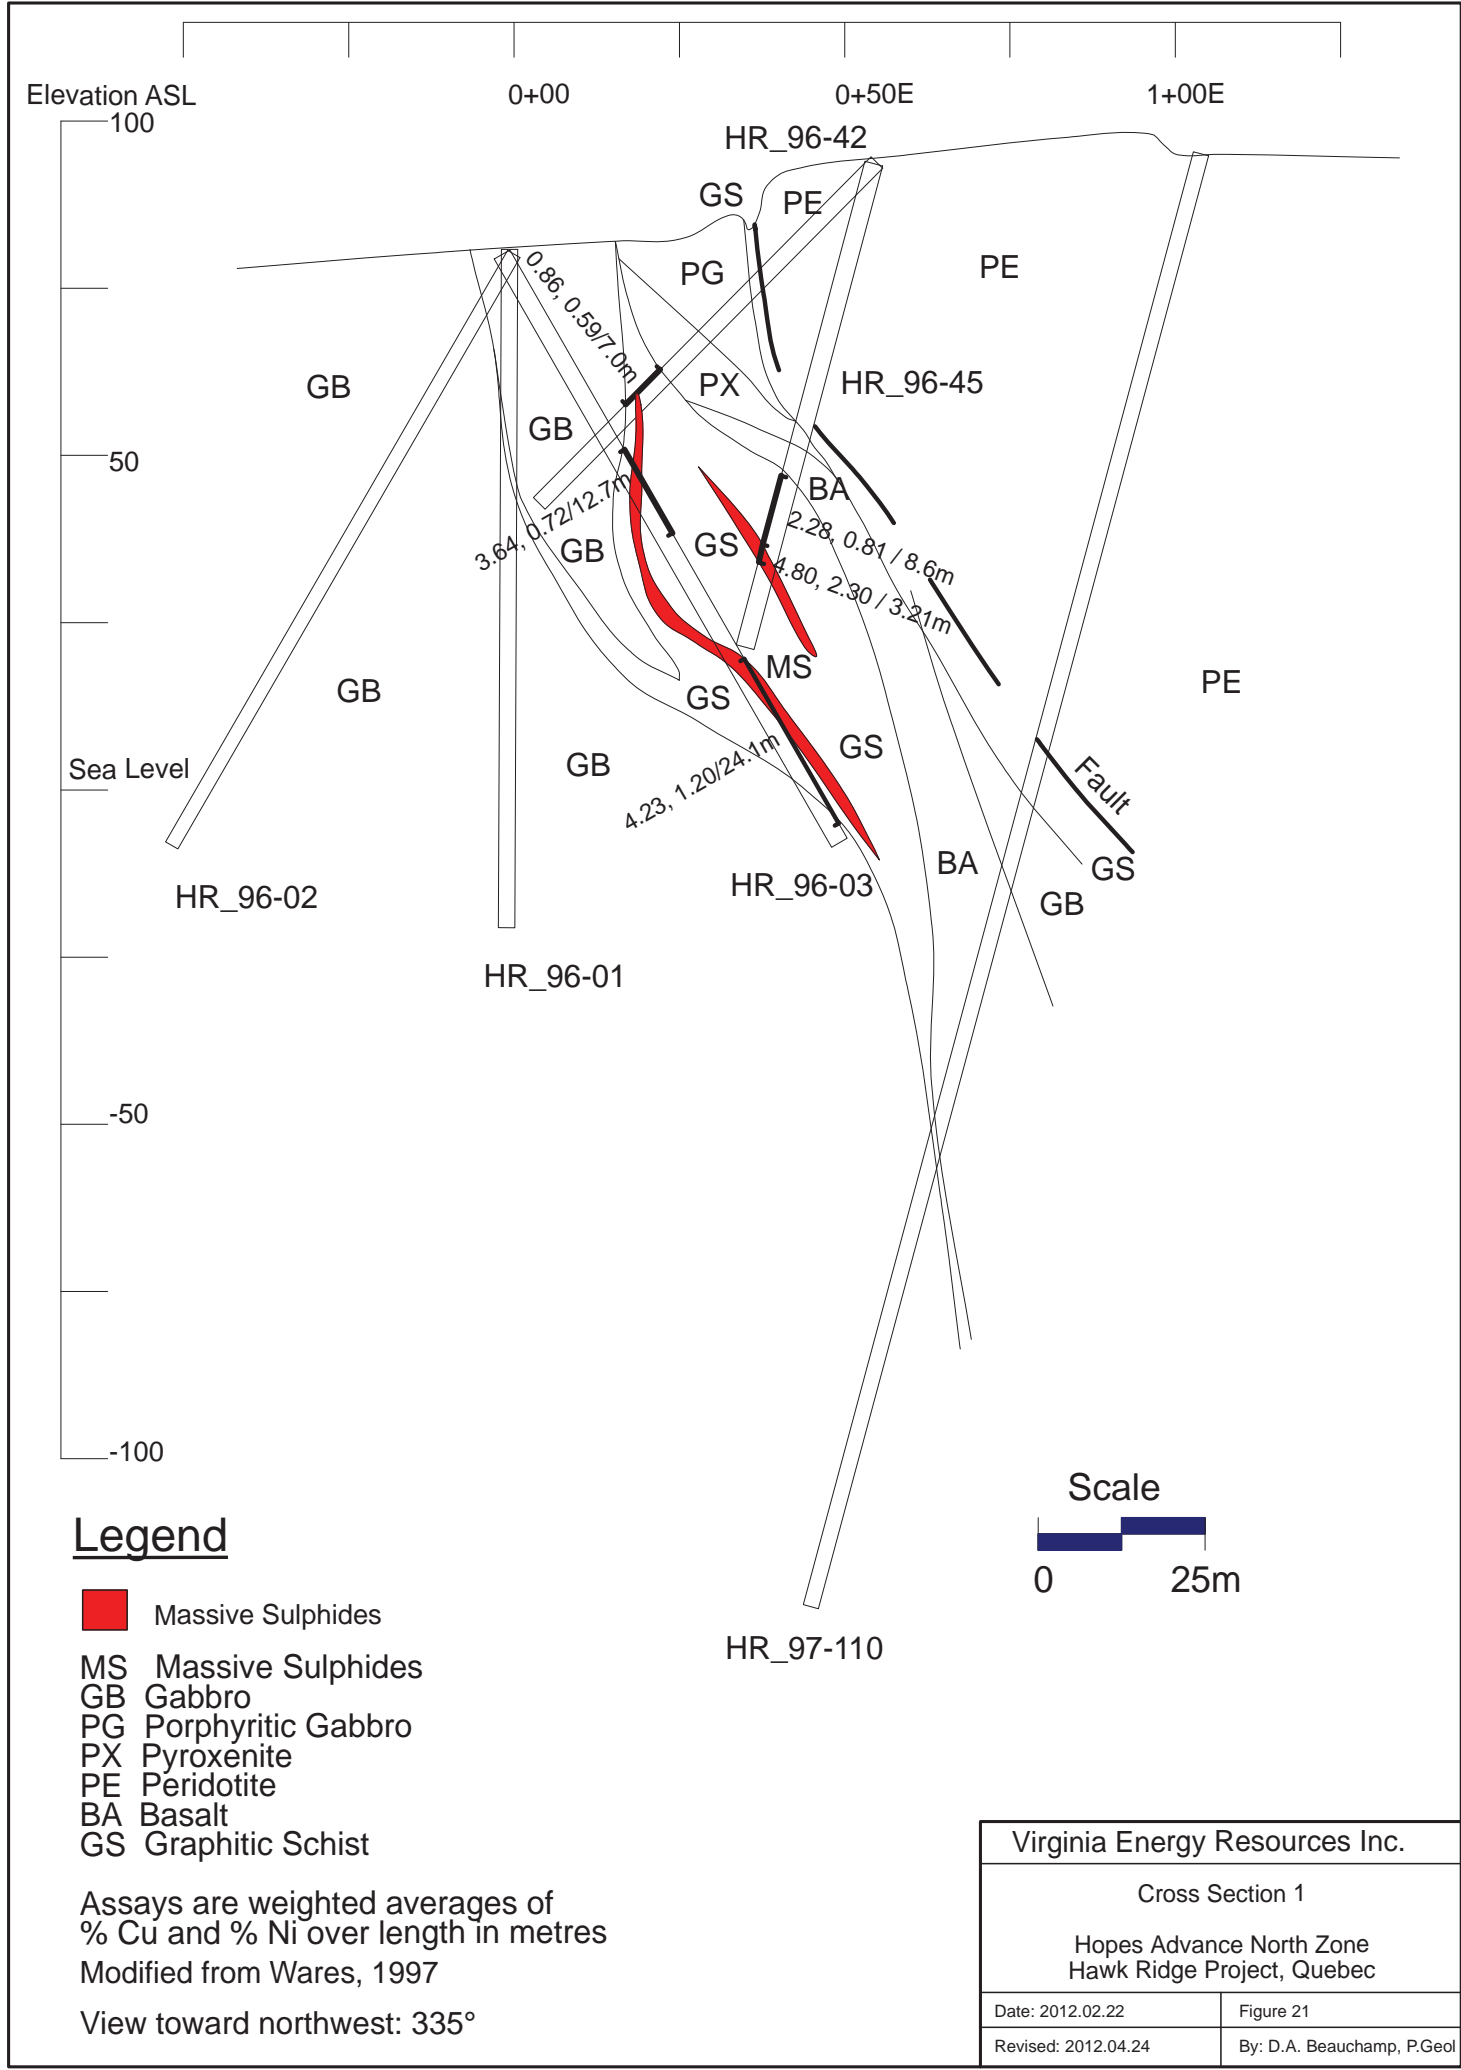 Elevation ASL
0+00
0+50E
1+00E
100
HR_96-42
GS
PE
PG
PE
0.86, 0.59/7.0m
GB
PX
HR_96-45
GB
50
BA
3.64, 0.72/12.7m
GB
GS
2.28, 0.81 / 8.6m
4.80, 2.30 / 3.21m
MS
GB
GS
PE
GS
GB
Sea Level
4.23, 1.20/24.1m
Fault
BA
GS
HR_96-03
HR_96-02
GB
HR_96-01
-50
-100
Scale
0 25m
HR_97-110
Legend
Massive Sulphides
MS Massive Sulphides
GB Gabbro
PG Porphyritic Gabbro
PX Pyroxenite
PE Peridotite
BA Basalt
GS Graphitic Schist
Assays are weighted averages of
% Cu and % Ni over length in metres
Modified from Wares, 1997
View toward northwest: 335°
Virginia Energy Resources Inc.
Cross Section 1
Hopes Advance North Zone
Hawk Ridge Project, Quebec
Date: 2012.02.22
Figure 21
Revised: 2012.04.24
By: D.A. Beauchamp, P.Geol